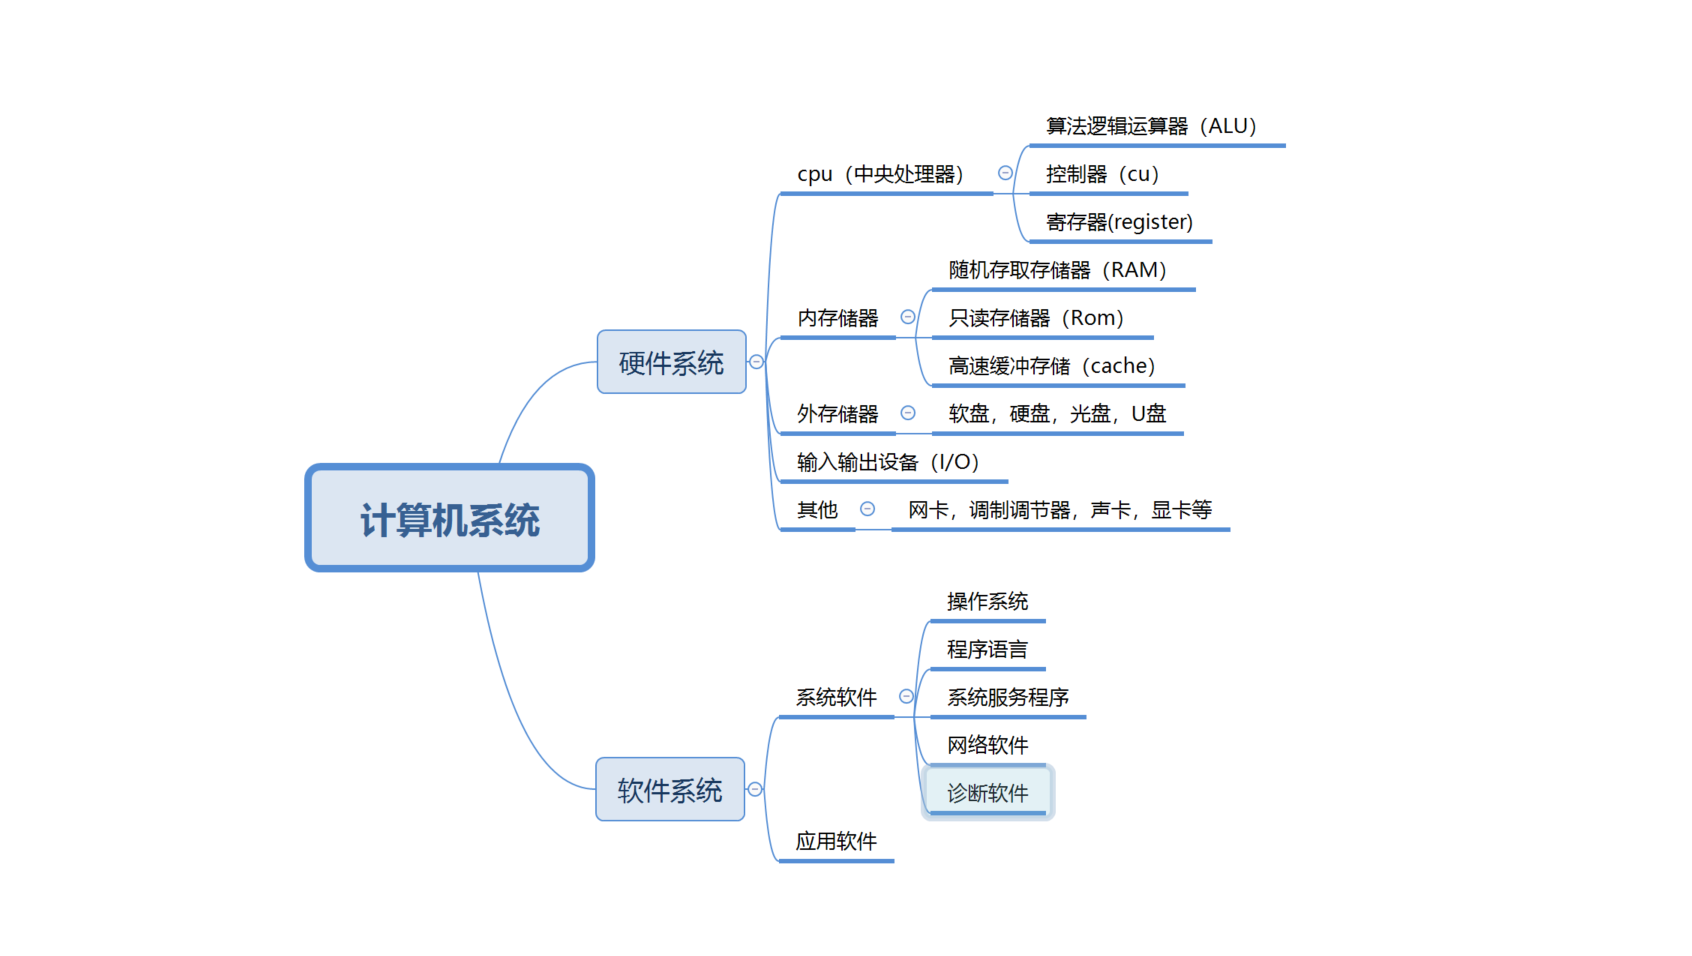 计算机系统
硬件系统
cpu（中央处理器）
算法逻辑运算器（ALU）
控制器（cu）
寄存器(register)
内存储器
随机存取存储器（RAM）
只读存储器（Rom）
高速缓冲存储（cache）
外存储器
软盘，硬盘，光盘，U盘
输入输出设备（I/O）
其他
网卡，调制调节器，声卡，显卡等
软件系统
系统软件
操作系统
程序语言
系统服务程序
网络软件
诊断软件
应用软件